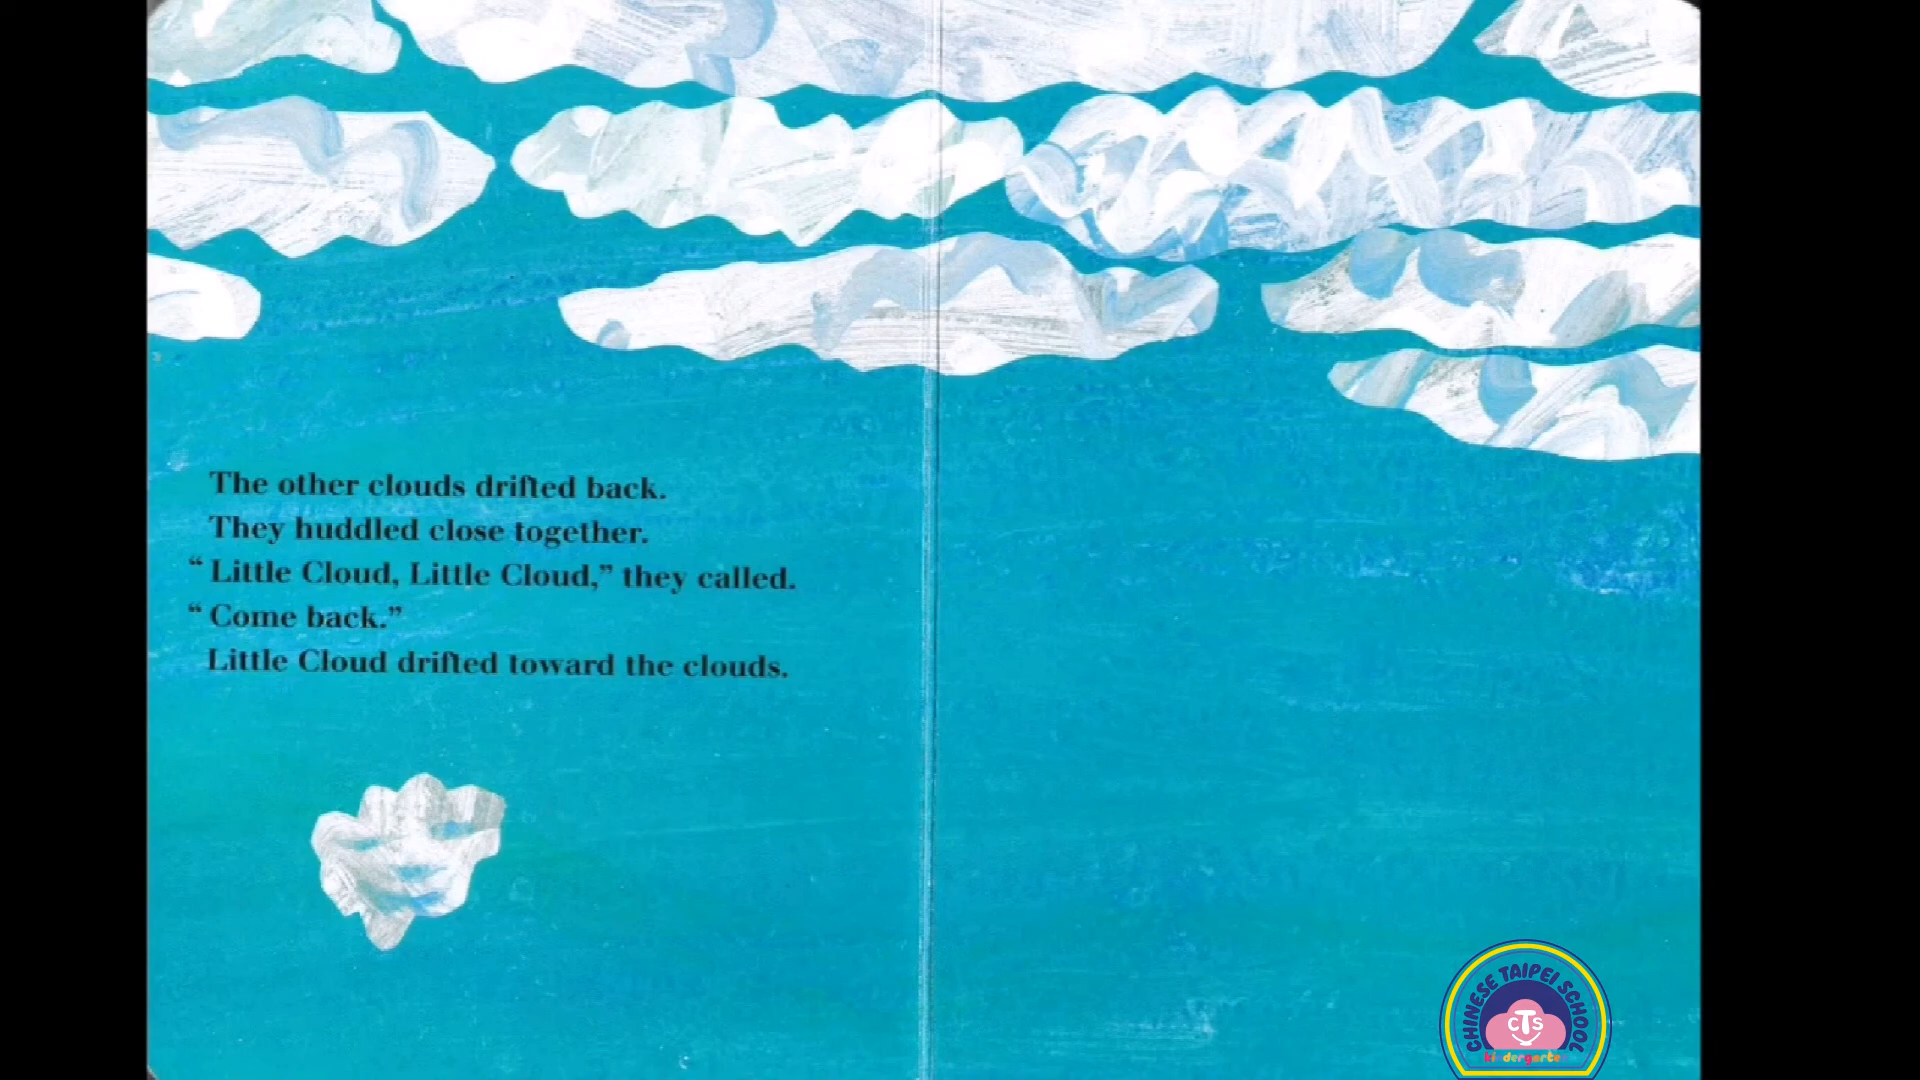 The other clouds drifted back.
They huddled close together.
“Little Cloud, Little Cloud,” they called.
“Come back.”
Little Cloud drifted toward the clouds.
CHINESE TAIPEI SCHOOL
CTS
kindergarten